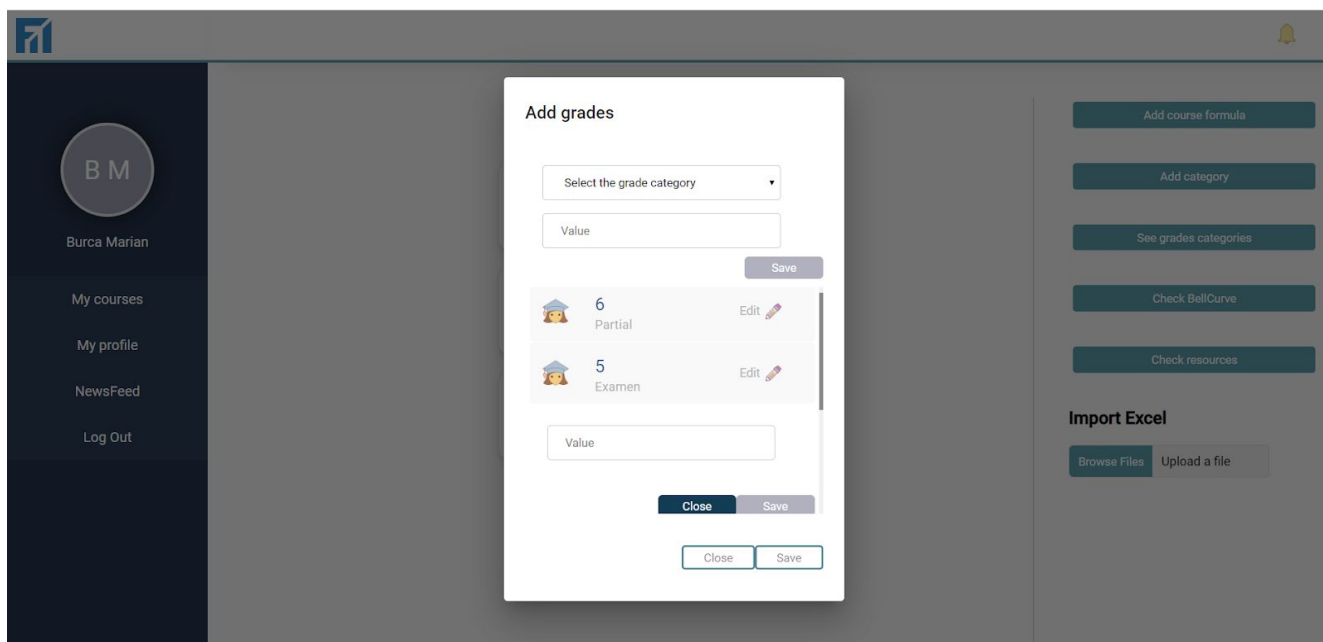 B M
Burca Marian
My courses
My profile
NewsFeed
Log Out
Add grades
Select the grade category
Value
Save
6
Partial
Edit
5
Examen
Edit
Value
Close Save
Close Save
Add course formula
Add category
See grades categories
Check BellCurve
Check resources
Import Excel
Browse Files Upload a file